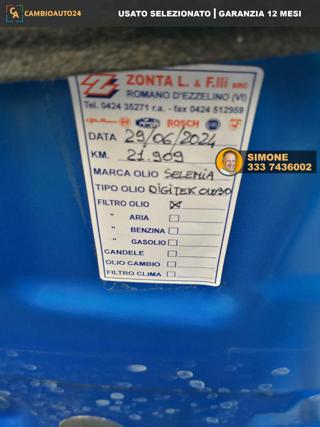 CAMBIOAUTO24
USATO SELEZIONATO | GARANZIA 12 MESI
ZONTA L. & F.lli snc
ROMANO D'EZZELINO (VI)
Tel. 0424 35271 r.a. - fax 0424 512959
BOSCH
DATA 29/06/2024
KM. 21.909
MARCA OLIO SELENIA
TIPO OLIO DIGITEK 0W30
FILTRO OLIO
" ARIA
" BENZINA
" GASOLIO
CANDELE
OLIO CAMBIO
FILTRO CLIMA
SIMONE
333 7436002